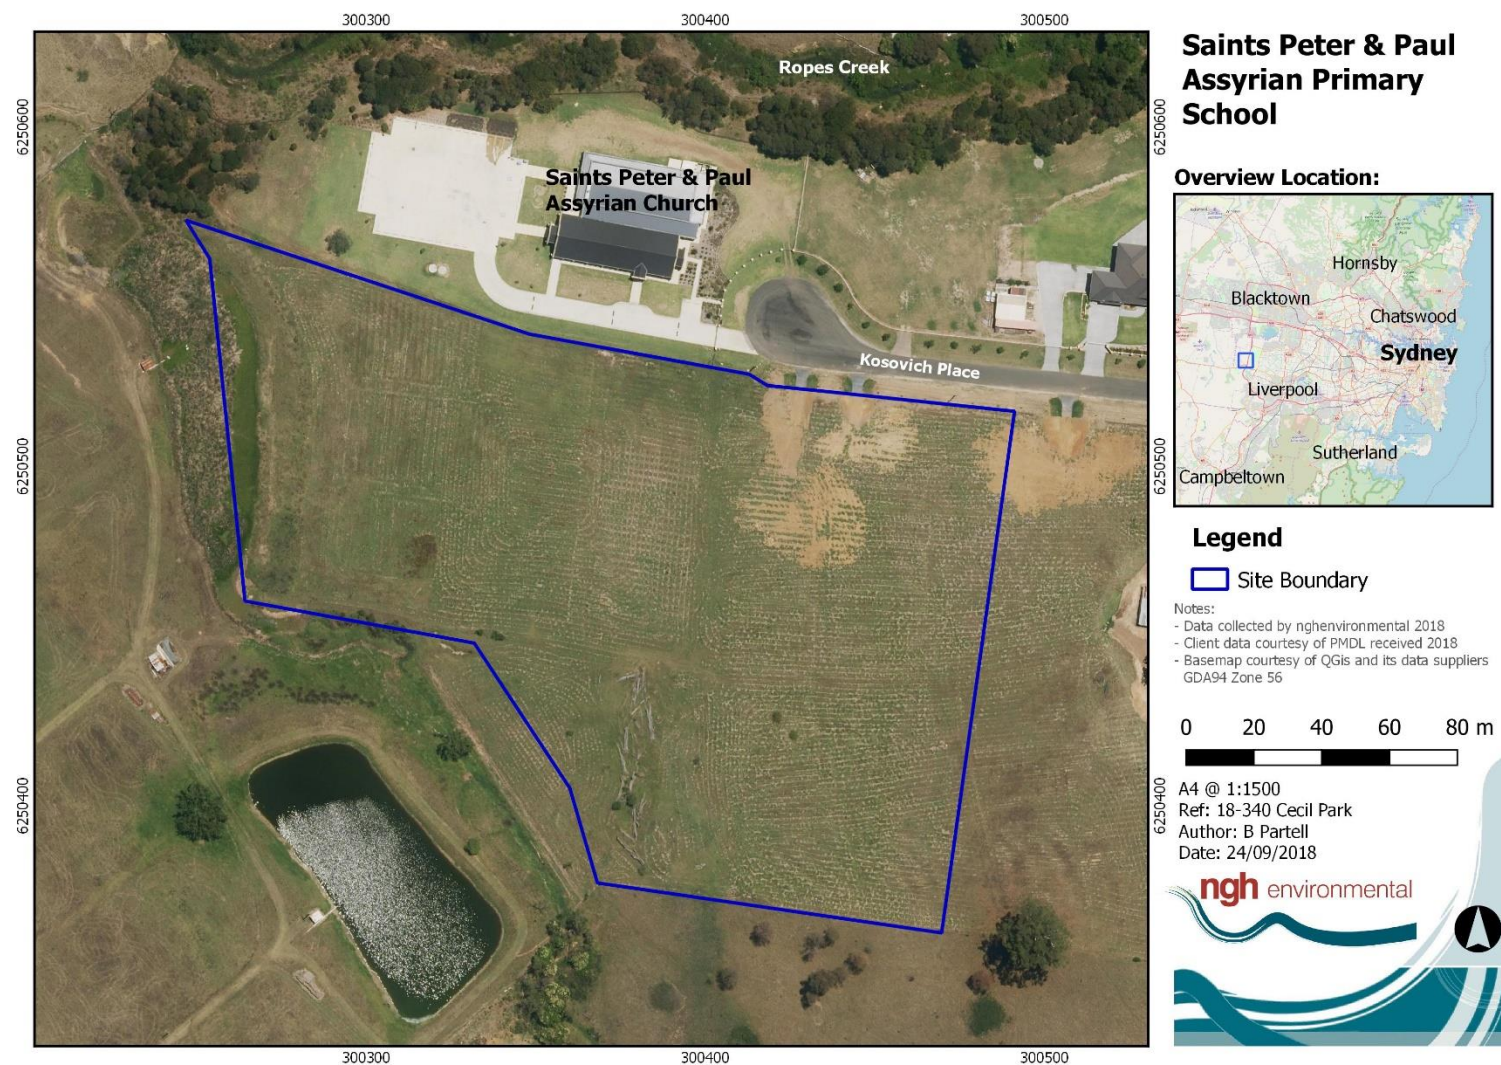 300300
300400
300500
Saints Peter & Paul
Assyrian Primary
School
Ropes Creek
6250600
6250600
Saints Peter & Paul
Assyrian Church
Overview Location:
Hornsby
Blacktown
Chatswood
Sydney
Liverpool
Sutherland
Campbeltown
Kosovich Place
6250500
6250500
Legend
Site Boundary
Notes:
- Data collected by nghenvironmental 2018
- Client data courtesy of PMDL received 2018
- Basemap courtesy of QGis and its data suppliers
GDA94 Zone 56
0 20 40 60 80 m
6250400
6250400
A4 @ 1:1500
Ref: 18-340 Cecil Park
Author: B Partell
Date: 24/09/2018
ngh environmental
300300
300400
300500